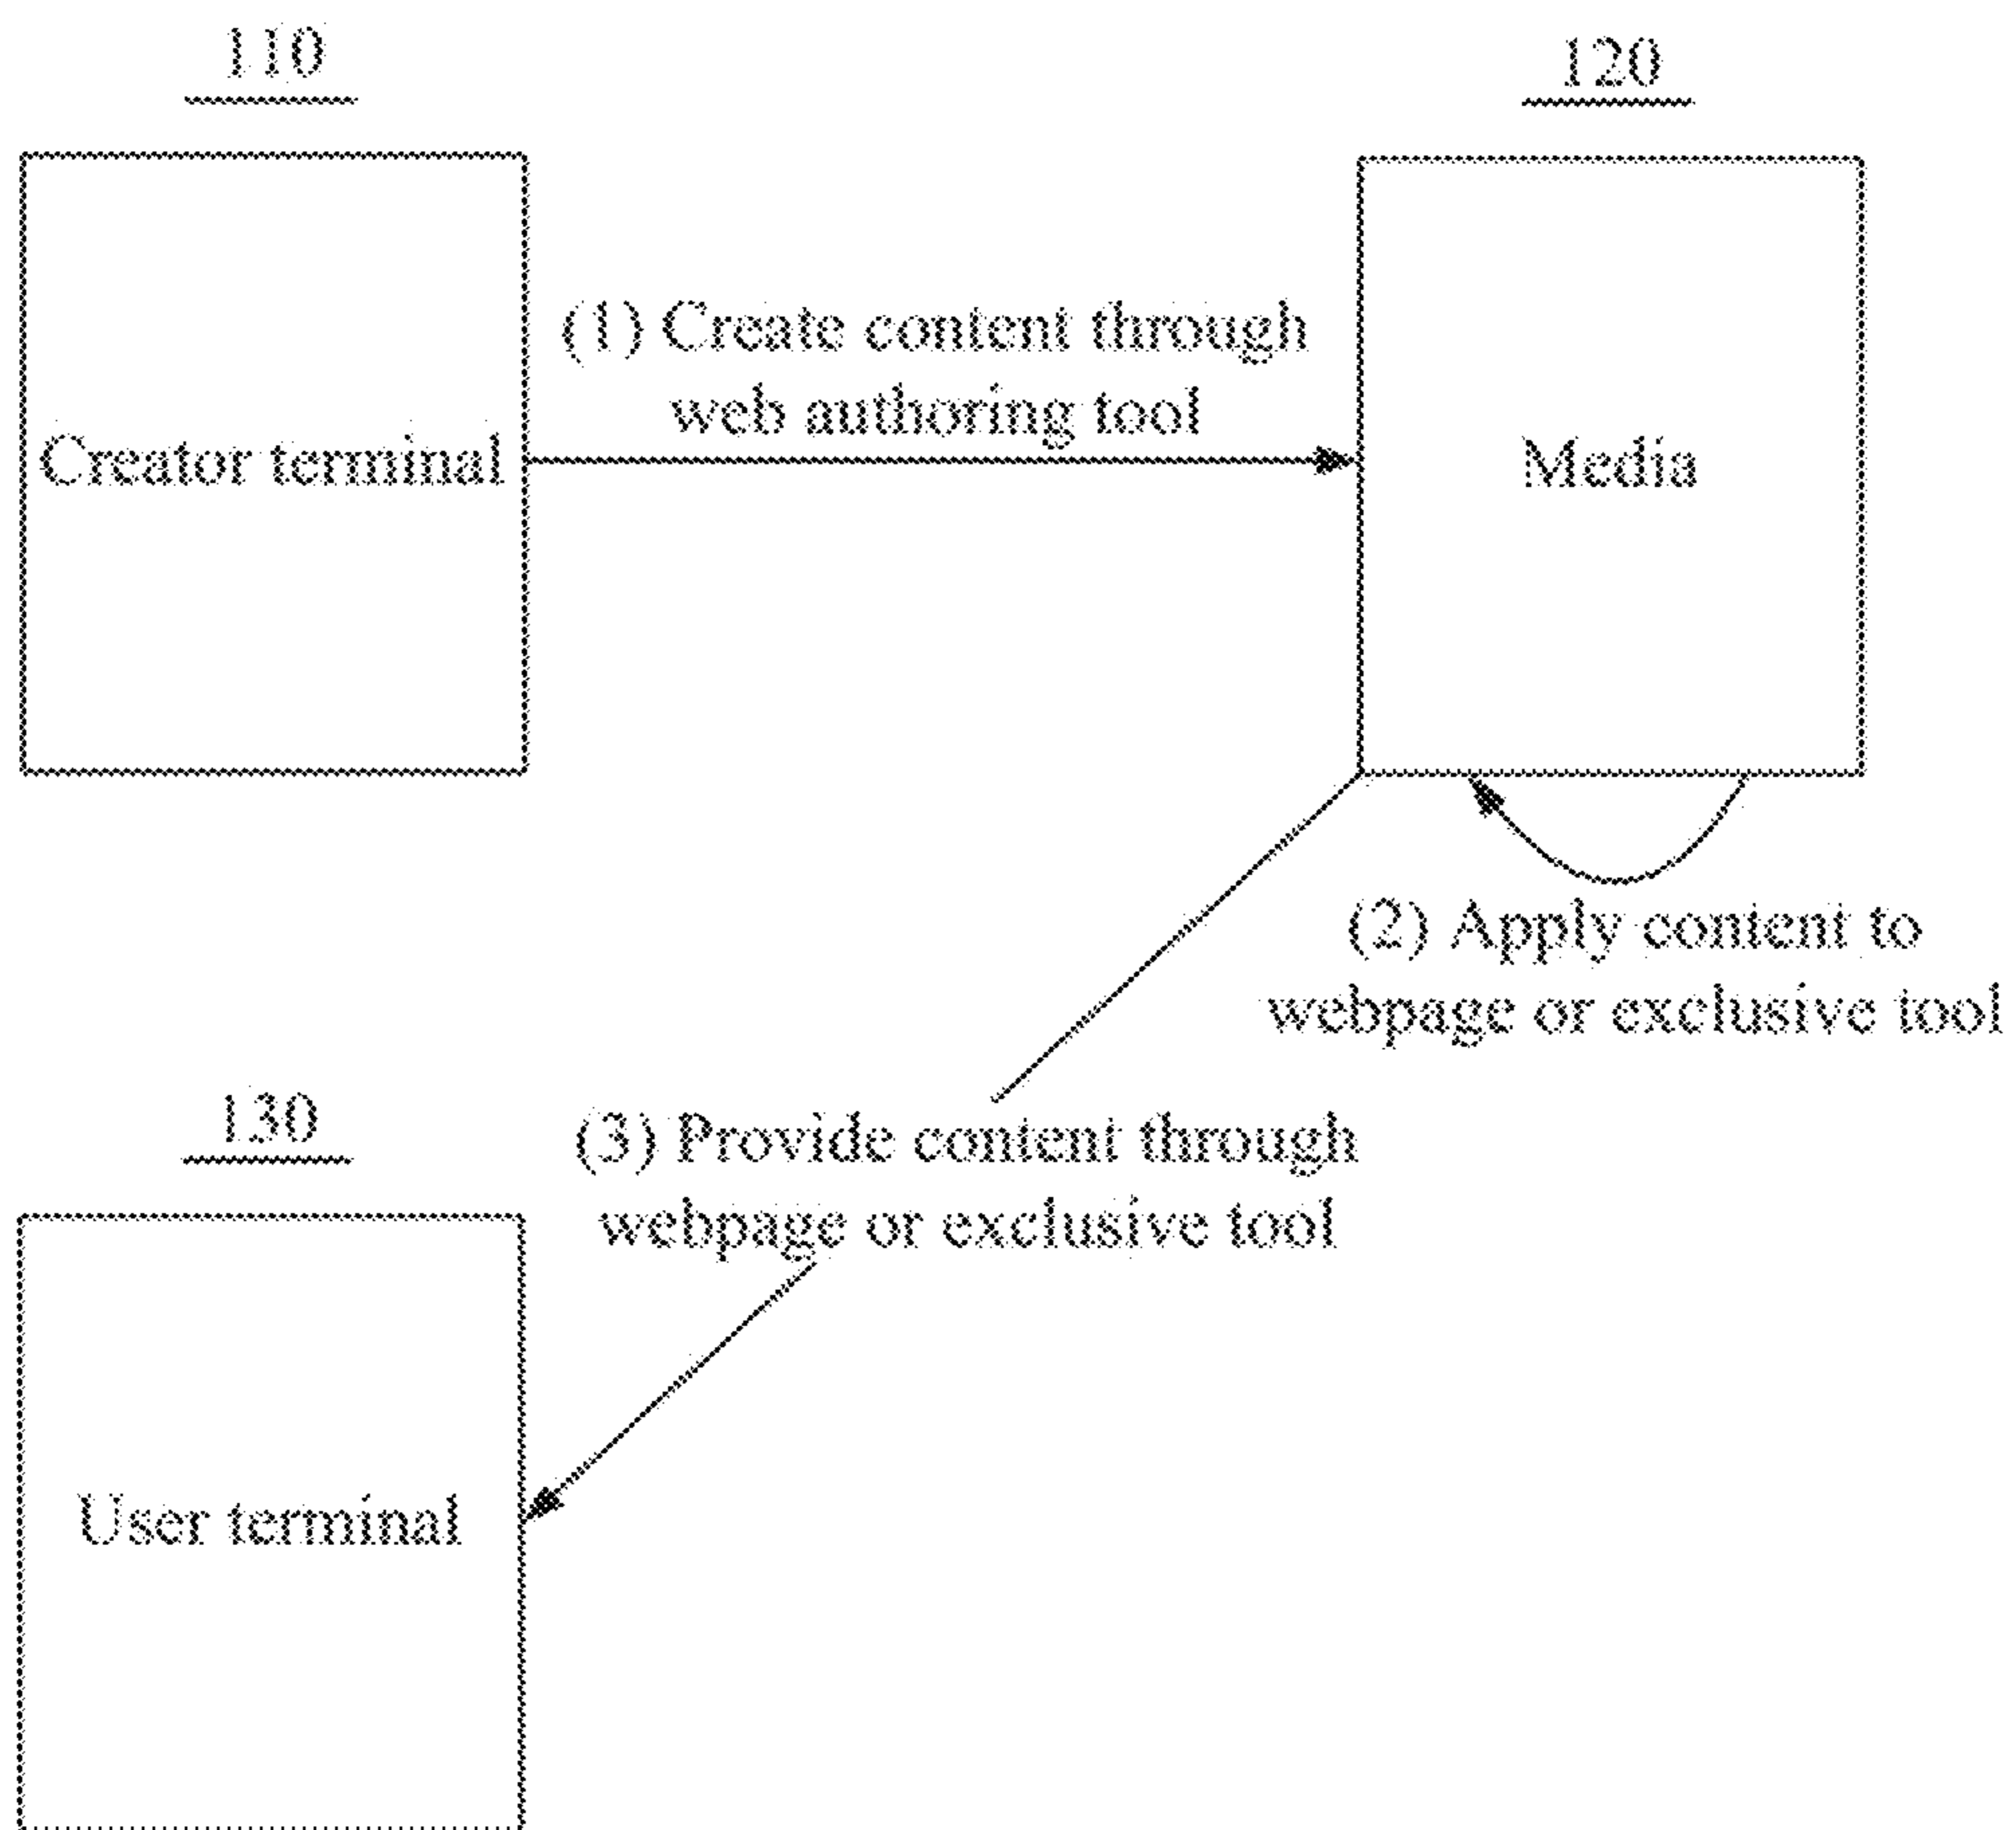 110
120
(1) Create content through
web authoring tool
Creator terminal
Media
(2) Apply content to
webpage or exclusive tool
130
(3) Provide content through
webpage or exclusive tool
User terminal